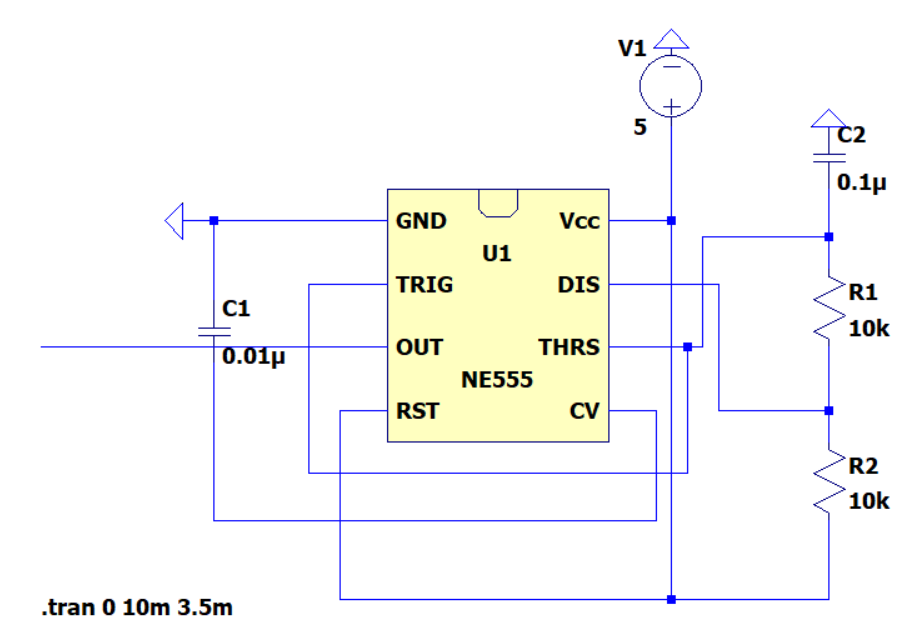 V1
5
C2
0.1µ
GND
Vcc
U1
TRIG
DIS
C1
R1
10k
0.01µ
OUT
THRS
NE555
RST
CV
R2
10k
.tran 0 10m 3.5m